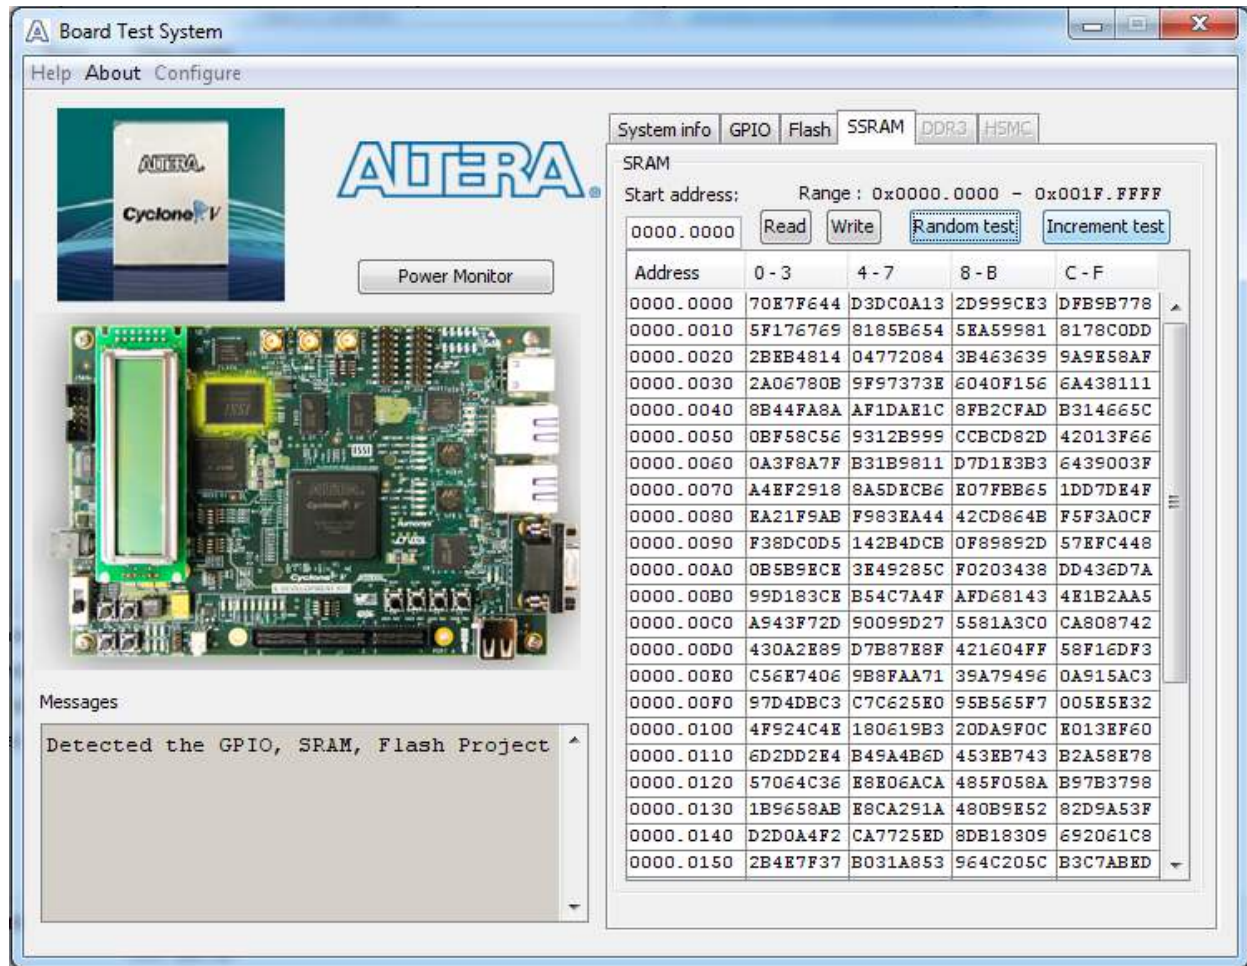 Board Test System
Help About Configure
ALTERA.
Cyclone V
ALTERA®
Power Monitor
System info GPIO Flash SSRAM DDR3 HSMC
SRAM
Start address: Range : 0x0000.0000 - 0x001F.FFFF
0000.0000 Read Write Random test Increment test
Address 0 - 3 4 - 7 8 - B C - F
0000.0000 70E7F644 D3DC0A13 2D999CE3 DFB9B778
0000.0010 5F176769 8185B654 5EA59981 8178C0DD
0000.0020 2BEB4814 04772084 3B463639 9A9E58AF
0000.0030 2A06780B 9F97373E 6040F156 6A438111
0000.0040 8B44FA8A AF1DAE1C 8FB2CFAD B314665C
0000.0050 0BF58C56 9312B999 CCBCD82D 42013F66
0000.0060 0A3F8A7F B31B9811 D7D1E3B3 6439003F
0000.0070 A4EF2918 8A5DECB6 E07FBB65 1DD7DE4F
0000.0080 EA21F9AB F983EA44 42CD864B F5F3A0CF
0000.0090 F38DC0D5 142B4DCB 0F89892D 57EFC448
0000.00A0 0B5B9ECE 3E49285C F0203438 DD436D7A
0000.00B0 99D183CE B54C7A4F AFD68143 4E1B2AA5
0000.00C0 A943F72D 90099D27 5581A3C0 CA808742
0000.00D0 430A2E89 D7B87E8F 421604FF 58F16DF3
0000.00E0 C56E7406 9B8FAA71 39A79496 0A915AC3
0000.00F0 97D4DBC3 C7C625E0 95B565F7 005E5E32
0000.0100 4F924C4E 180619B3 20DA9F0C E013EF60
0000.0110 6D2DD2E4 B49A4B6D 453EB743 B2A58E78
0000.0120 57064C36 E8E06ACA 485F058A B97B3798
0000.0130 1B9658AB E8CA291A 480B9E52 82D9A53F
0000.0140 D2D0A4F2 CA7725ED 8DB18309 692061C8
0000.0150 2B4E7F37 B031A853 964C205C B3C7ABED
ISSI
ISSI
Cyclone V
Messages
Detected the GPIO, SRAM, Flash Project